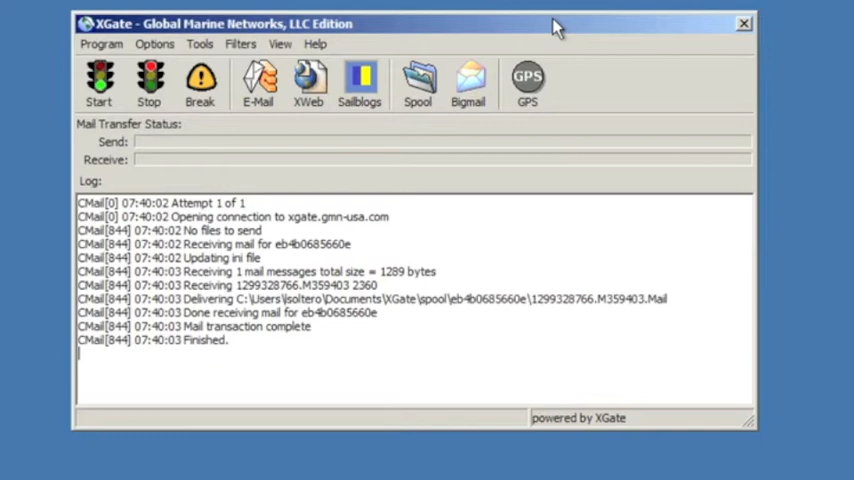 XGate - Global Marine Networks, LLC Edition
Program Options Tools Filters View Help
Start Stop Break E-Mail XWeb Sailblogs Spool Bigmail GPS GPS
Mail Transfer Status:
Send:
Receive:
Log:
CMail[0] 07:40:02 Attempt 1 of 1
CMail[0] 07:40:02 Opening connection to xgate.gmn-usa.com
CMail[844] 07:40:02 No files to send
CMail[844] 07:40:02 Receiving mail for eb4b0685660e
CMail[844] 07:40:02 Updating ini file
CMail[844] 07:40:03 Receiving 1 mail messages total size = 1289 bytes
CMail[844] 07:40:03 Receiving 1299328766.M359403 2360
CMail[844] 07:40:03 Delivering C:\Users\lsoltero\Documents\XGate\spool\eb4b0685660e\1299328766.M359403.Mail
CMail[844] 07:40:03 Done receiving mail for eb4b0685660e
CMail[844] 07:40:03 Mail transaction complete
CMail[844] 07:40:03 Finished.
powered by XGate